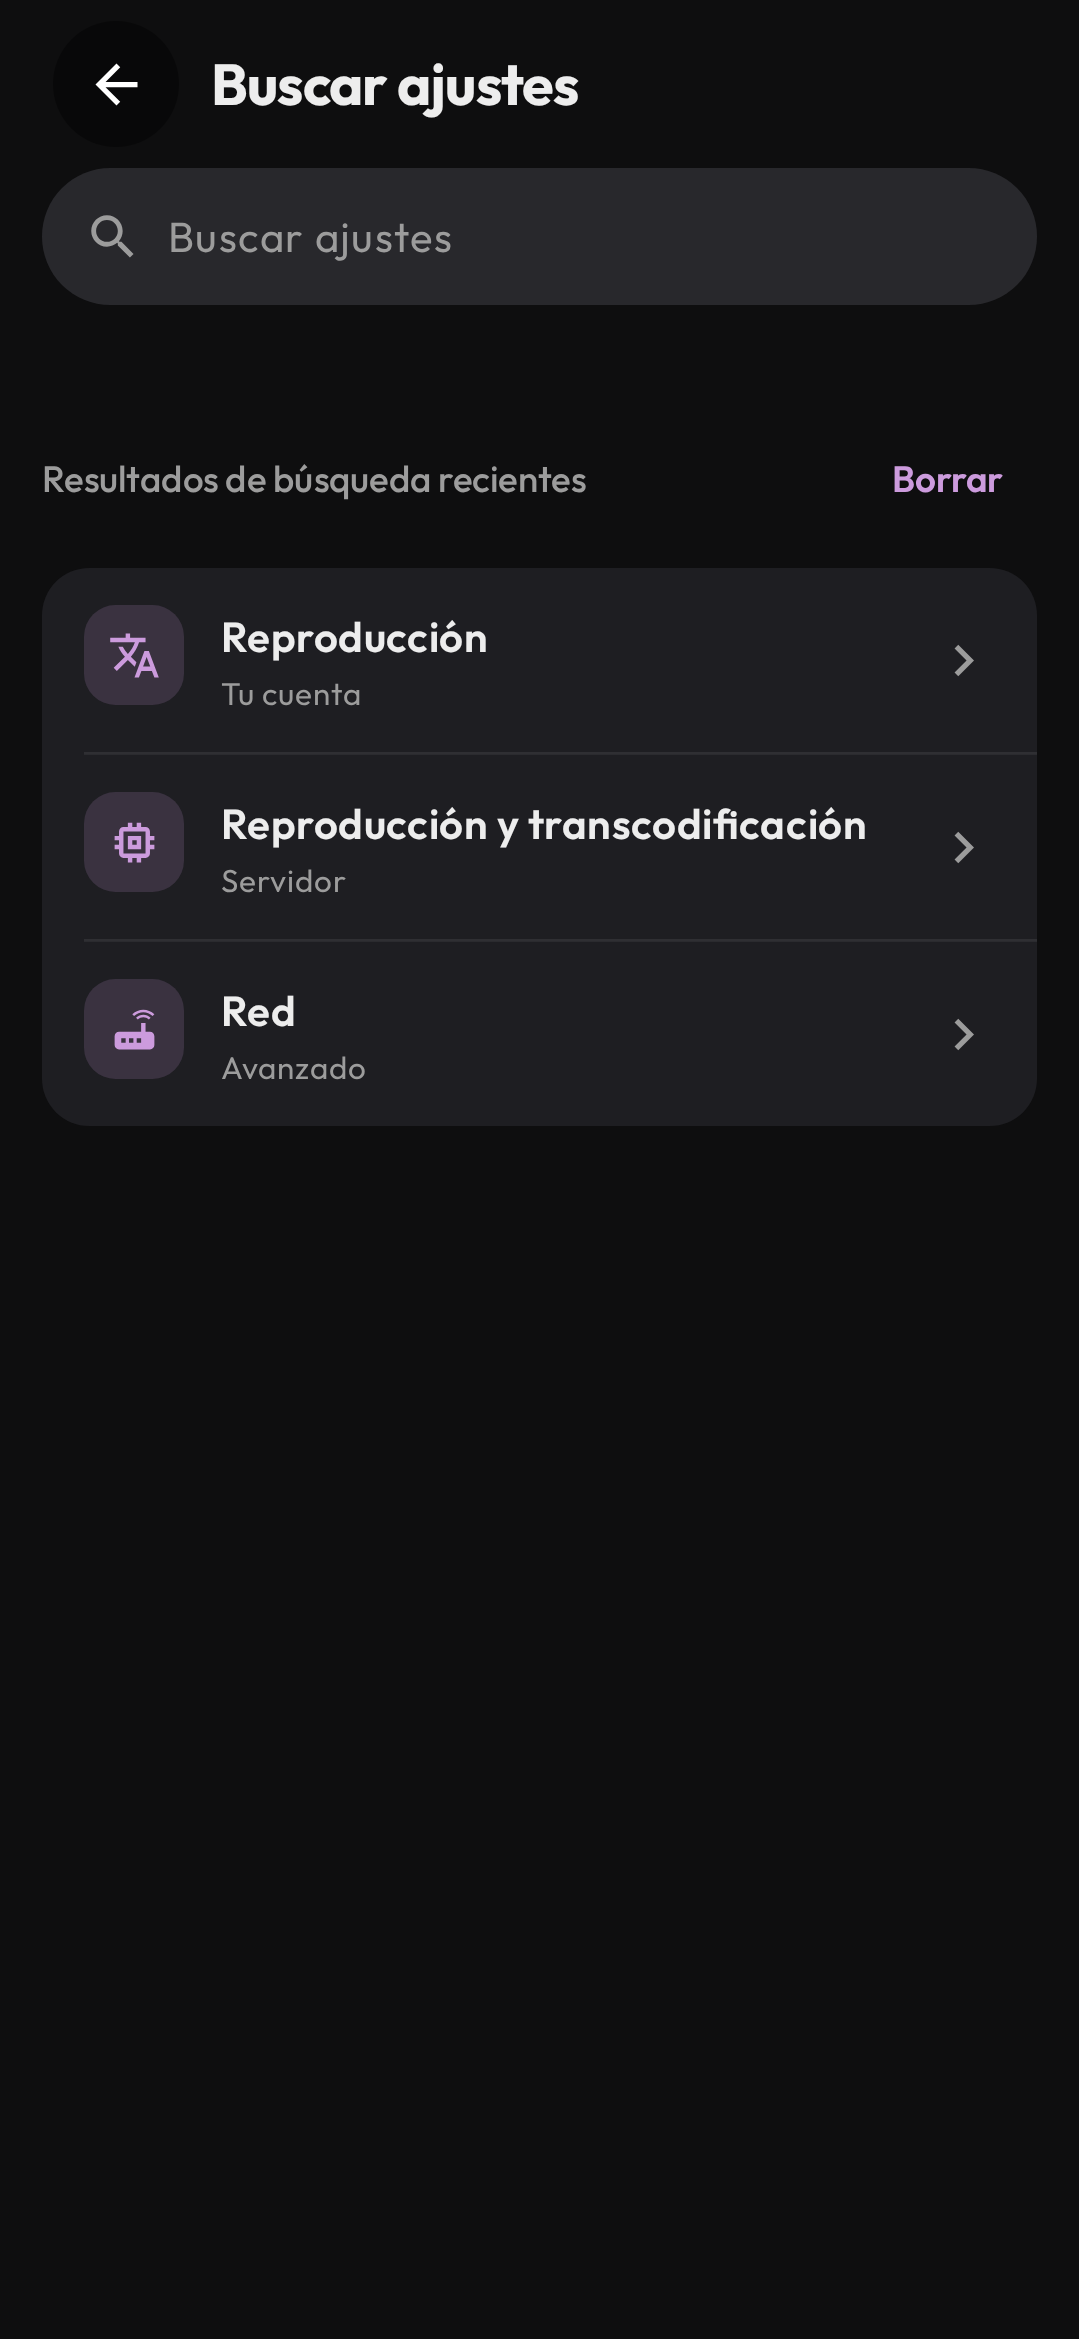 Buscar ajustes
Buscar ajustes
Resultados de búsqueda recientes
Borrar
Reproducción
Tu cuenta
Reproducción y transcodificación
Servidor
Red
Avanzado